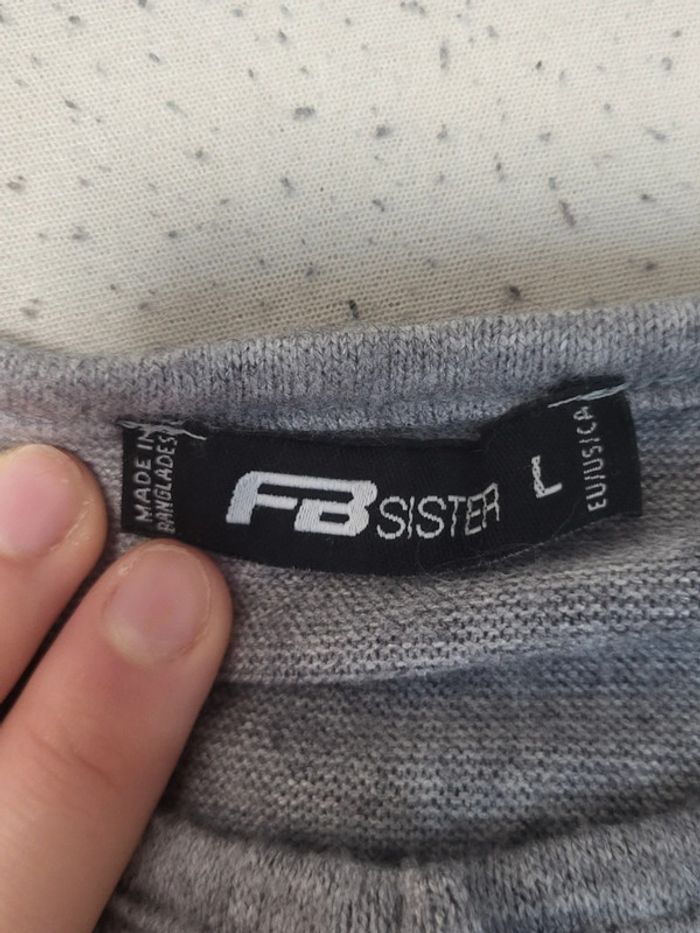 MADE IN
BANGLADES
FB SISTER
L
EU/US/CA